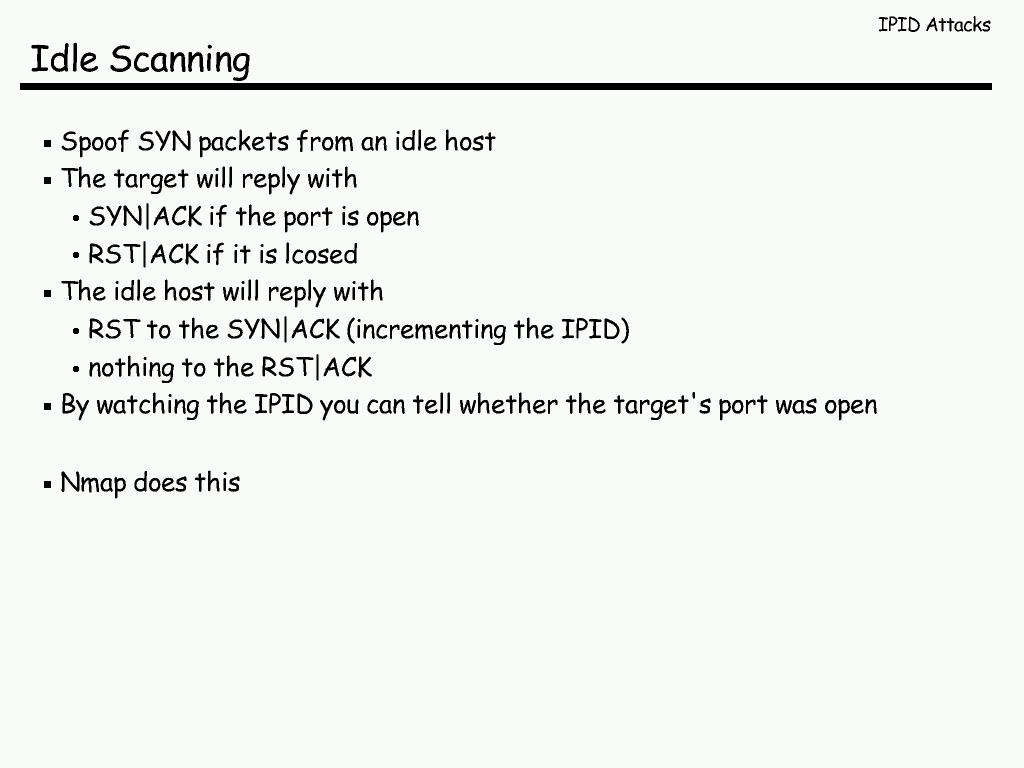 IPID Attacks
Idle Scanning
▪ Spoof SYN packets from an idle host
▪ The target will reply with
• SYN|ACK if the port is open
• RST|ACK if it is lcosed
▪ The idle host will reply with
• RST to the SYN|ACK (incrementing the IPID)
• nothing to the RST|ACK
▪ By watching the IPID you can tell whether the target's port was open
▪ Nmap does this